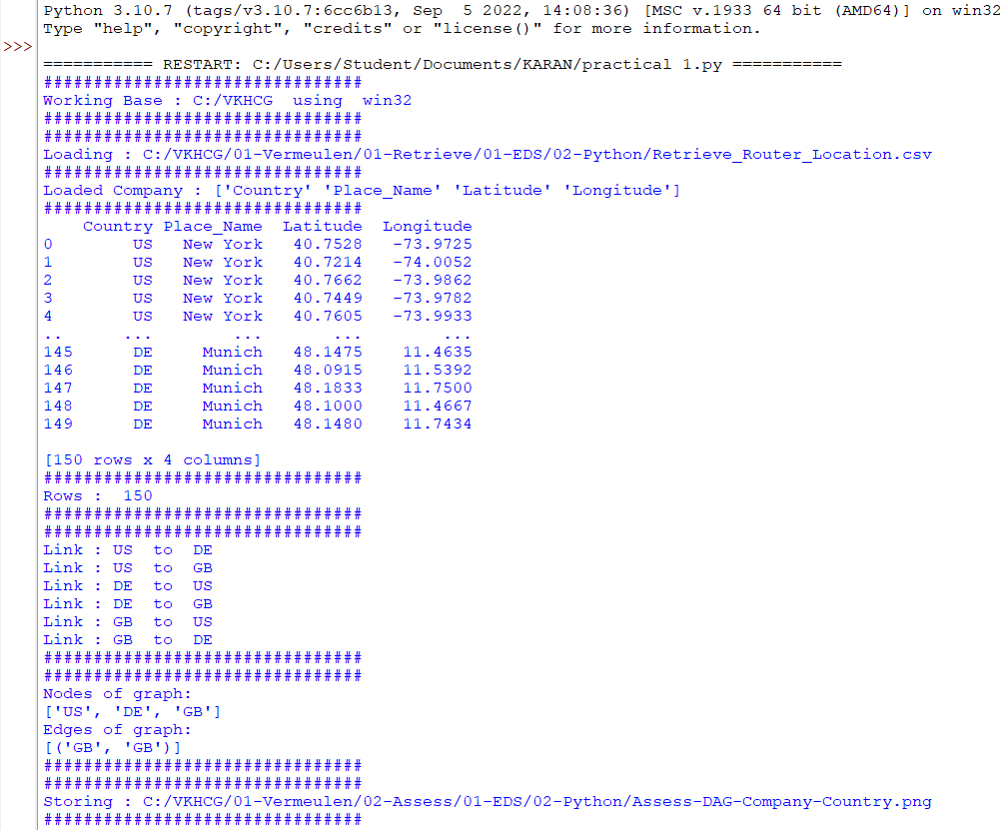 Python 3.10.7 (tags/v3.10.7:6cc6b13, Sep  5 2022, 14:08:36) [MSC v.1933 64 bit (AMD64)] on win32
Type "help", "copyright", "credits" or "license()" for more information.
>>>
=========== RESTART: C:/Users/Student/Documents/KARAN/practical 1.py ===========
################################
Working Base : C:/VKHCG  using  win32
################################
################################
Loading : C:/VKHCG/01-Vermeulen/01-Retrieve/01-EDS/02-Python/Retrieve_Router_Location.csv
################################
Loaded Company : ['Country' 'Place_Name' 'Latitude' 'Longitude']
################################
    Country Place_Name  Latitude  Longitude
0        US   New York   40.7528   -73.9725
1        US   New York   40.7214   -74.0052
2        US   New York   40.7662   -73.9862
3        US   New York   40.7449   -73.9782
4        US   New York   40.7605   -73.9933
..      ...        ...       ...        ...
145      DE     Munich   48.1475    11.4635
146      DE     Munich   48.0915    11.5392
147      DE     Munich   48.1833    11.7500
148      DE     Munich   48.1000    11.4667
149      DE     Munich   48.1480    11.7434

[150 rows x 4 columns]
################################
Rows :  150
################################
################################
Link : US  to  DE
Link : US  to  GB
Link : DE  to  US
Link : DE  to  GB
Link : GB  to  US
Link : GB  to  DE
################################
################################
Nodes of graph:
['US', 'DE', 'GB']
Edges of graph:
[('GB', 'GB')]
################################
################################
Storing : C:/VKHCG/01-Vermeulen/02-Assess/01-EDS/02-Python/Assess-DAG-Company-Country.png
################################